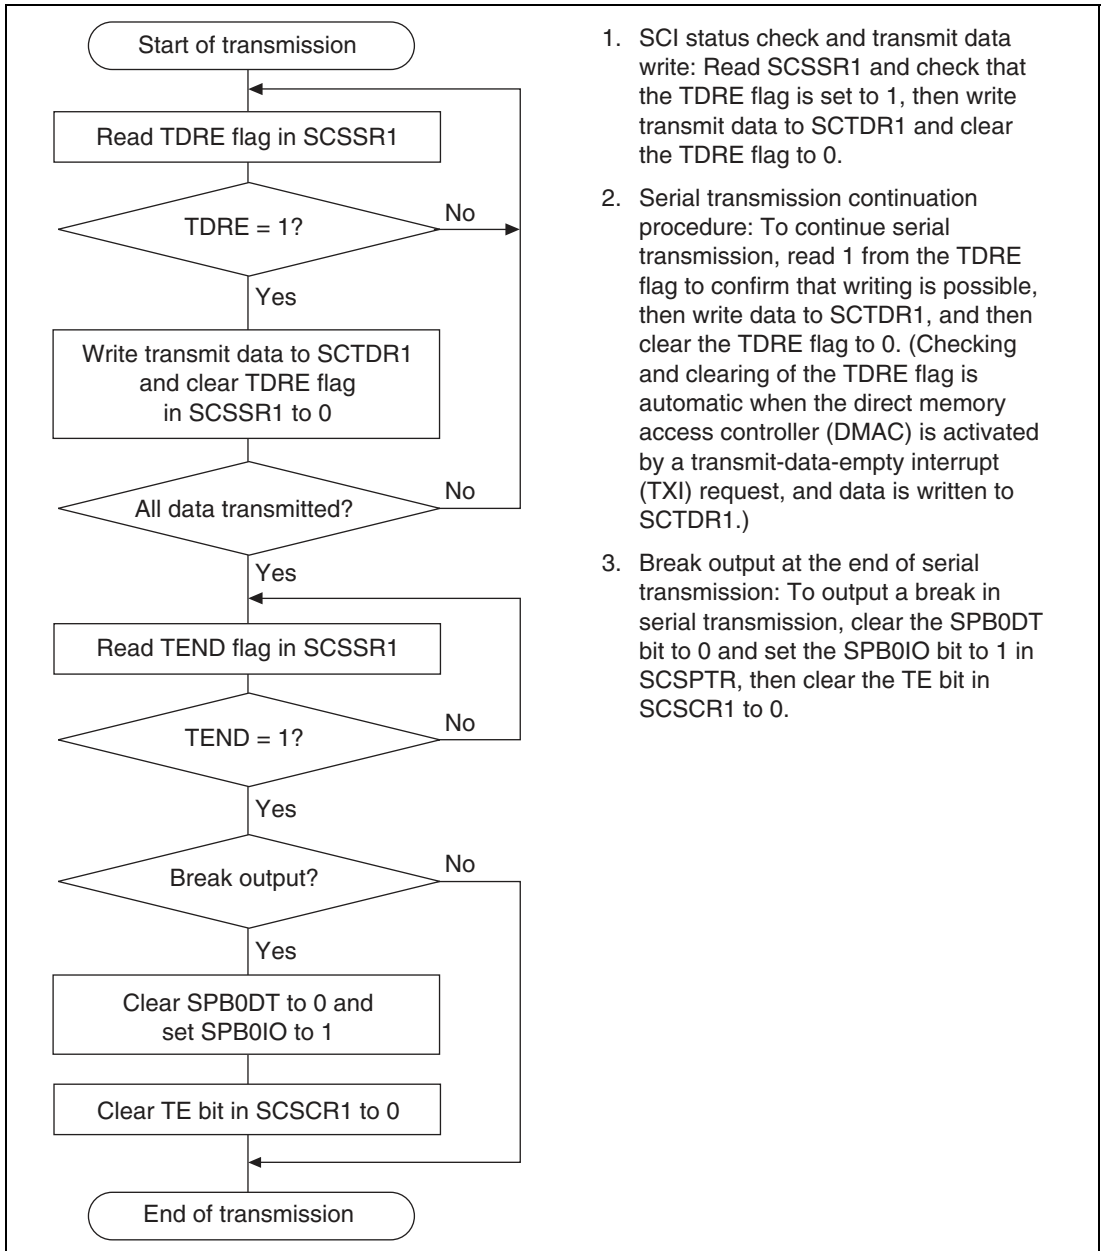 Start of transmission
Read TDRE flag in SCSSR1
TDRE = 1?
No
Yes
Write transmit data to SCTDR1
and clear TDRE flag
in SCSSR1 to 0
All data transmitted?
No
Yes
Read TEND flag in SCSSR1
TEND = 1?
No
Yes
Break output?
No
Yes
Clear SPB0DT to 0 and
set SPB0IO to 1
Clear TE bit in SCSCR1 to 0
End of transmission
1. SCI status check and transmit data
write: Read SCSSR1 and check that
the TDRE flag is set to 1, then write
transmit data to SCTDR1 and clear
the TDRE flag to 0.
2. Serial transmission continuation
procedure: To continue serial
transmission, read 1 from the TDRE
flag to confirm that writing is possible,
then write data to SCTDR1, and then
clear the TDRE flag to 0. (Checking
and clearing of the TDRE flag is
automatic when the direct memory
access controller (DMAC) is activated
by a transmit-data-empty interrupt
(TXI) request, and data is written to
SCTDR1.)
3. Break output at the end of serial
transmission: To output a break in
serial transmission, clear the SPB0DT
bit to 0 and set the SPB0IO bit to 1 in
SCSPTR, then clear the TE bit in
SCSCR1 to 0.